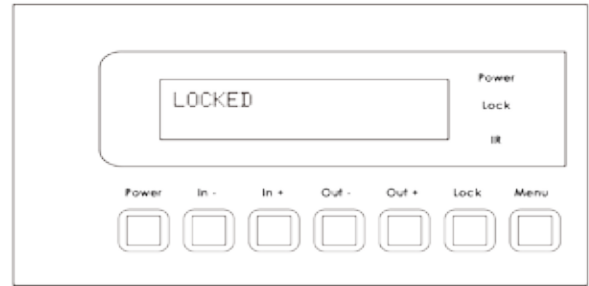 LOCKED
Power
Lock
IR
Power In - In + Out - Out + Lock Menu